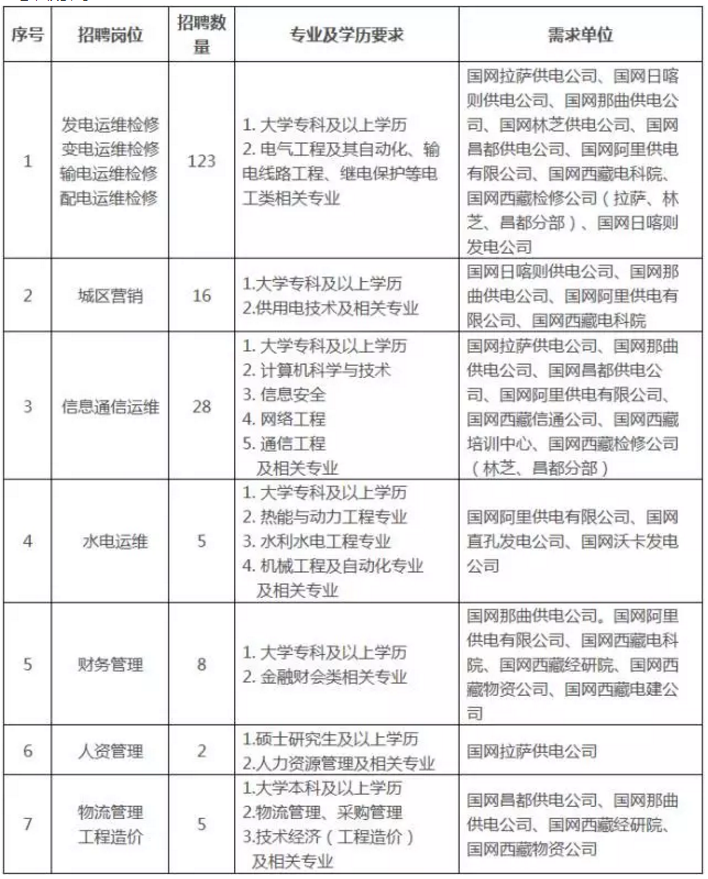 序号
招聘岗位
招聘数
量
专业及学历要求
需求单位
1
发电运维检修
变电运维检修
输电运维检修
配电运维检修
123
1. 大学专科及以上学历
2. 电气工程及其自动化、输
电线路工程、继电保护等电
工类相关专业
国网拉萨供电公司、国网日喀
则供电公司、国网那曲供电公
司、国网林芝供电公司、国网
昌都供电公司、国网阿里供电
有限公司、国网西藏电科院、
国网西藏检修公司（拉萨、林
芝、昌都分部）、国网日喀则
发电公司
2
城区营销
16
1.大学专科及以上学历
2.供用电技术及相关专业
国网日喀则供电公司、国网那
曲供电公司、国网阿里供电有
限公司、国网西藏电科院
3
信息通信运维
28
1. 大学专科及以上学历
2. 计算机科学与技术
3. 信息安全
4. 网络工程
5. 通信工程
及相关专业
国网拉萨供电公司、国网那曲
供电公司、国网昌都供电公
司、国网阿里供电有限公司、
国网西藏信通公司、国网西藏
培训中心、国网西藏检修公司
（林芝、昌都分部）
4
水电运维
5
1. 大学专科及以上学历
2. 热能与动力工程专业
3. 水利水电工程专业
4. 机械工程及自动化专业
及相关专业
国网阿里供电有限公司、国网
直孔发电公司、国网沃卡发电
公司
5
财务管理
8
1. 大学专科及以上学历
2. 金融财会类相关专业
国网那曲供电公司。国网阿里
供电有限公司、国网西藏电科
院、国网西藏经研院、国网西
藏物资公司、国网西藏电建公
司
6
人资管理
2
1.硕士研究生及以上学历
2.人力资源管理及相关专业
国网拉萨供电公司
7
物流管理
工程造价
5
1.大学本科及以上学历
2.物流管理、采购管理
3.技术经济（工程造价）
及相关专业
国网昌都供电公司、国网那曲
供电公司、国网西藏经研院、
国网西藏物资公司